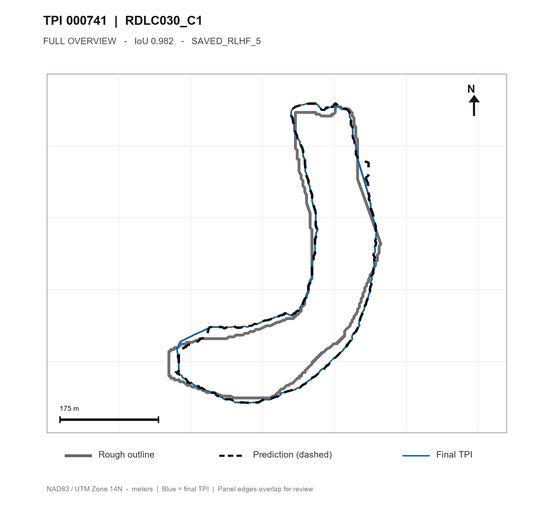 TPI 000741 | RDLC030_C1
FULL OVERVIEW - IoU 0.982 - SAVED_RLHF_5
N
175 m
Rough outline Prediction (dashed) Final TPI
NAD83 / UTM Zone 14N - meters | Blue = final TPI | Panel edges overlap for review